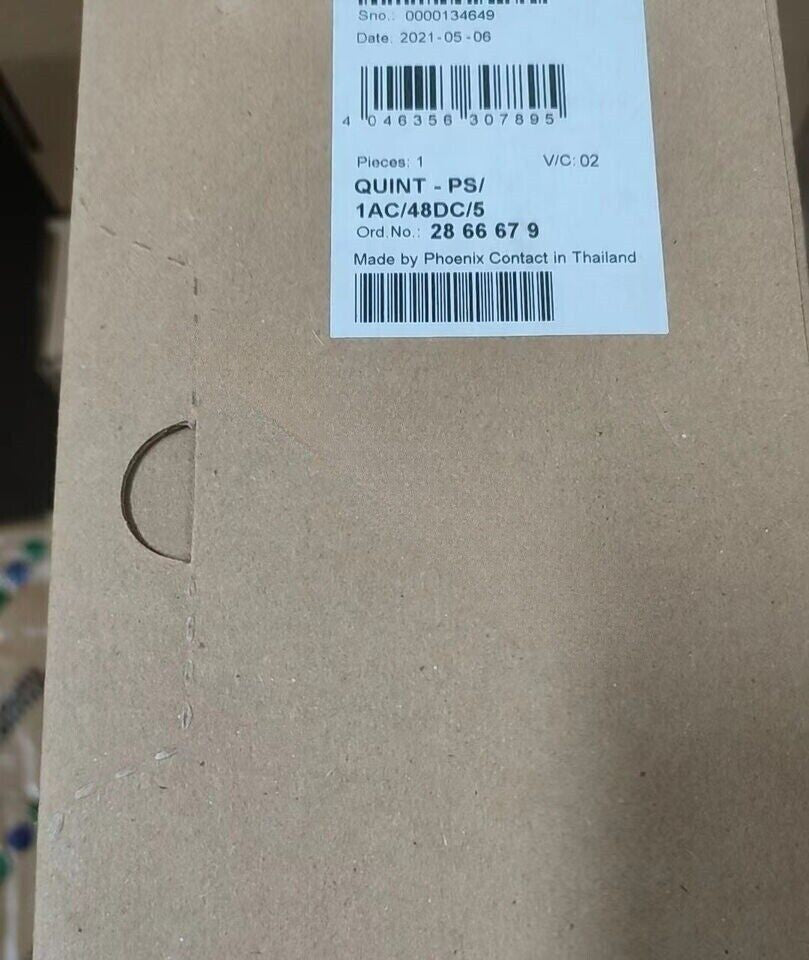 Sno.: 0000134649
Date. 2021-05-06
4 046356 307895
Pieces: 1 V/C: 02
QUINT - PS/
1AC/48DC/5
Ord.No.: 28 66 67 9
Made by Phoenix Contact in Thailand